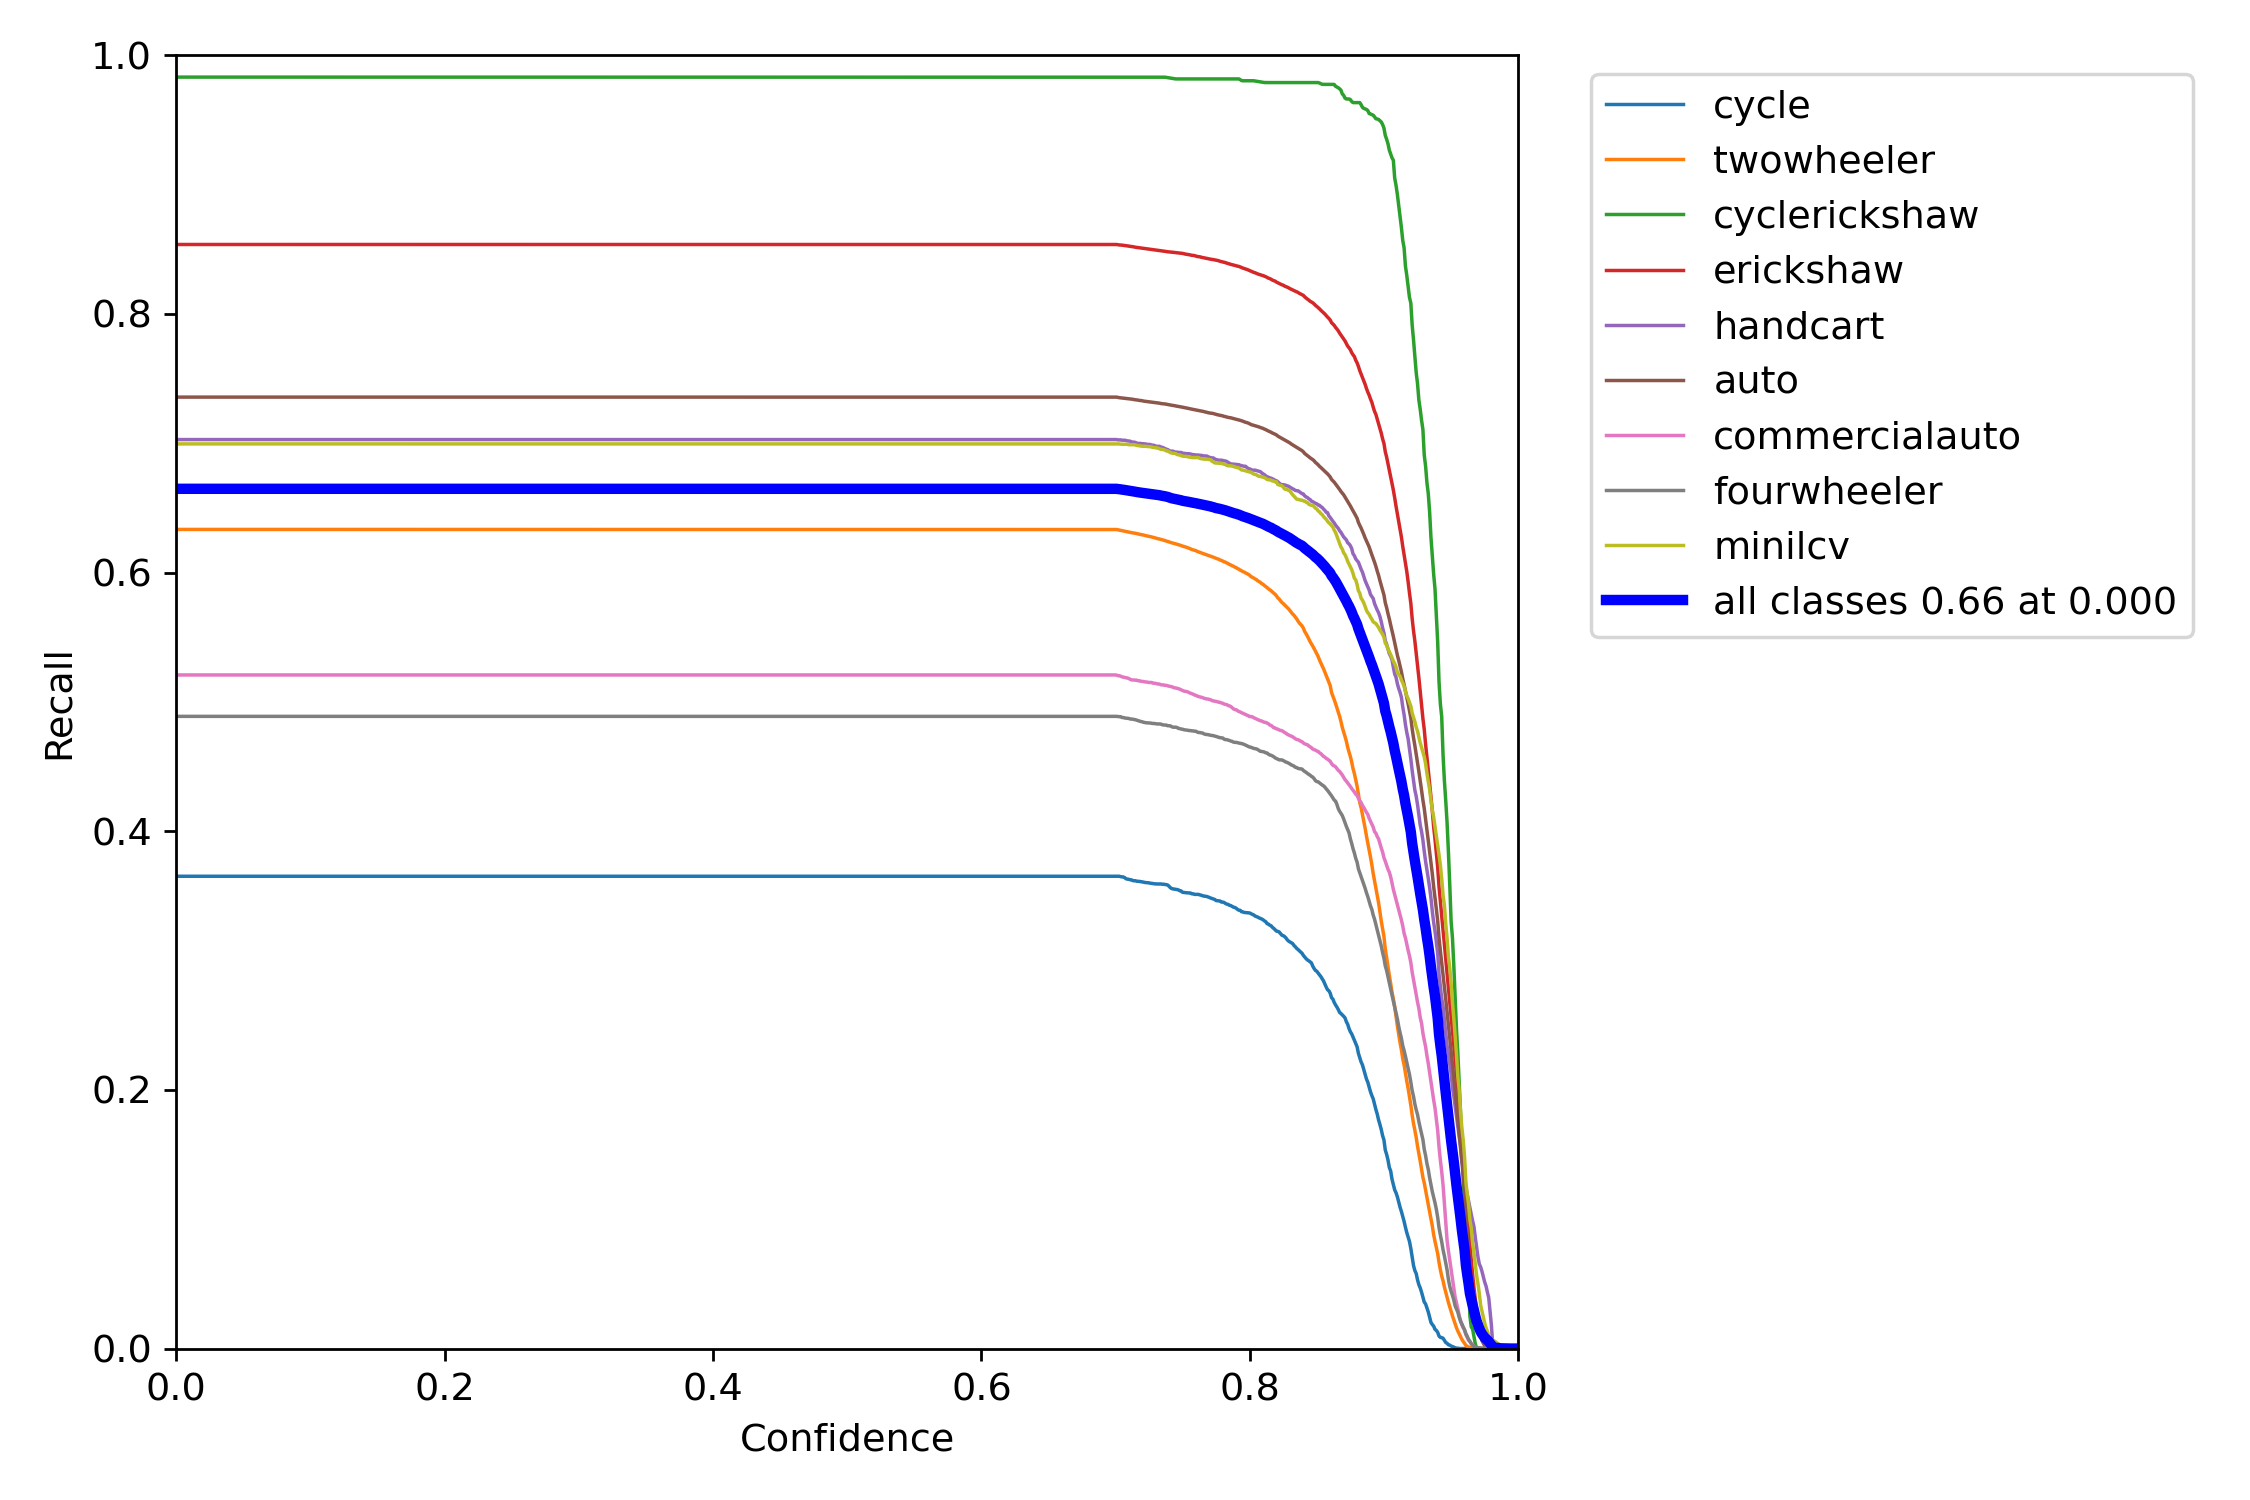 1.0
0.8
0.6
0.4
0.2
0.0
Recall
0.0 0.2 0.4 0.6 0.8 1.0
Confidence
cycle
twowheeler
cyclerickshaw
erickshaw
handcart
auto
commercialauto
fourwheeler
minilcv
all classes 0.66 at 0.000